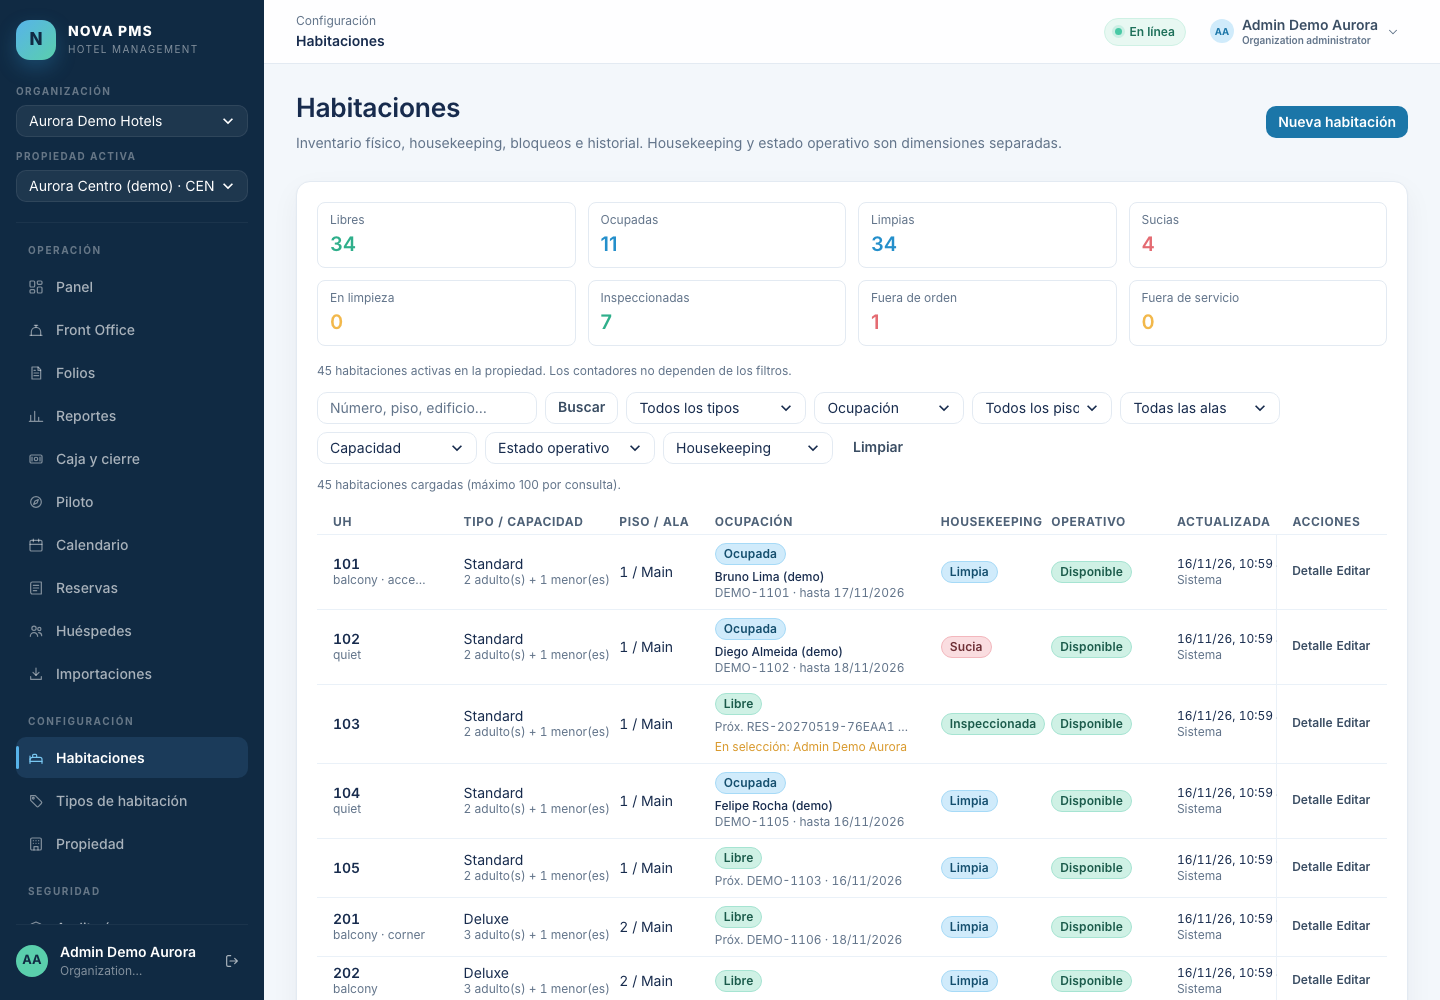 N
NOVA PMS
HOTEL MANAGEMENT
ORGANIZACIÓN
Aurora Demo Hotels
PROPIEDAD ACTIVA
Aurora Centro (demo) · CEN
OPERACIÓN
Panel
Front Office
Folios
Reportes
Caja y cierre
Piloto
Calendario
Reservas
Huéspedes
Importaciones
CONFIGURACIÓN
Habitaciones
Tipos de habitación
Propiedad
SEGURIDAD
AA
Admin Demo Aurora
Organization...
Configuración
Habitaciones
En línea
AA
Admin Demo Aurora
Organization administrator
Habitaciones
Inventario físico, housekeeping, bloqueos e historial. Housekeeping y estado operativo son dimensiones separadas.
Nueva habitación
Libres
34
Ocupadas
11
Limpias
34
Sucias
4
En limpieza
0
Inspeccionadas
7
Fuera de orden
1
Fuera de servicio
0
45 habitaciones activas en la propiedad. Los contadores no dependen de los filtros.
Número, piso, edificio... Buscar Todos los tipos Ocupación Todos los pisc Todas las alas
Capacidad Estado operativo Housekeeping Limpiar
45 habitaciones cargadas (máximo 100 por consulta).
UH TIPO / CAPACIDAD PISO / ALA OCUPACIÓN HOUSEKEEPING OPERATIVO ACTUALIZADA ACCIONES
101
balcony · acce...
Standard
2 adulto(s) + 1 menor(es)
1 / Main
Ocupada
Bruno Lima (demo)
DEMO-1101 · hasta 17/11/2026
Limpia
Disponible
16/11/26, 10:59
Sistema
Detalle Editar
102
quiet
Standard
2 adulto(s) + 1 menor(es)
1 / Main
Ocupada
Diego Almeida (demo)
DEMO-1102 · hasta 18/11/2026
Sucia
Disponible
16/11/26, 10:59
Sistema
Detalle Editar
103
Standard
2 adulto(s) + 1 menor(es)
1 / Main
Libre
Próx. RES-20270519-76EAA1 ...
En selección: Admin Demo Aurora
Inspeccionada
Disponible
16/11/26, 10:59
Sistema
Detalle Editar
104
quiet
Standard
2 adulto(s) + 1 menor(es)
1 / Main
Ocupada
Felipe Rocha (demo)
DEMO-1105 · hasta 16/11/2026
Limpia
Disponible
16/11/26, 10:59
Sistema
Detalle Editar
105
Standard
2 adulto(s) + 1 menor(es)
1 / Main
Libre
Próx. DEMO-1103 · 16/11/2026
Limpia
Disponible
16/11/26, 10:59
Sistema
Detalle Editar
201
balcony · corner
Deluxe
3 adulto(s) + 1 menor(es)
2 / Main
Libre
Próx. DEMO-1106 · 18/11/2026
Limpia
Disponible
16/11/26, 10:59
Sistema
Detalle Editar
202
balcony
Deluxe
3 adulto(s) + 1 menor(es)
2 / Main
Libre
Limpia
Disponible
16/11/26, 10:59
Sistema
Detalle Editar